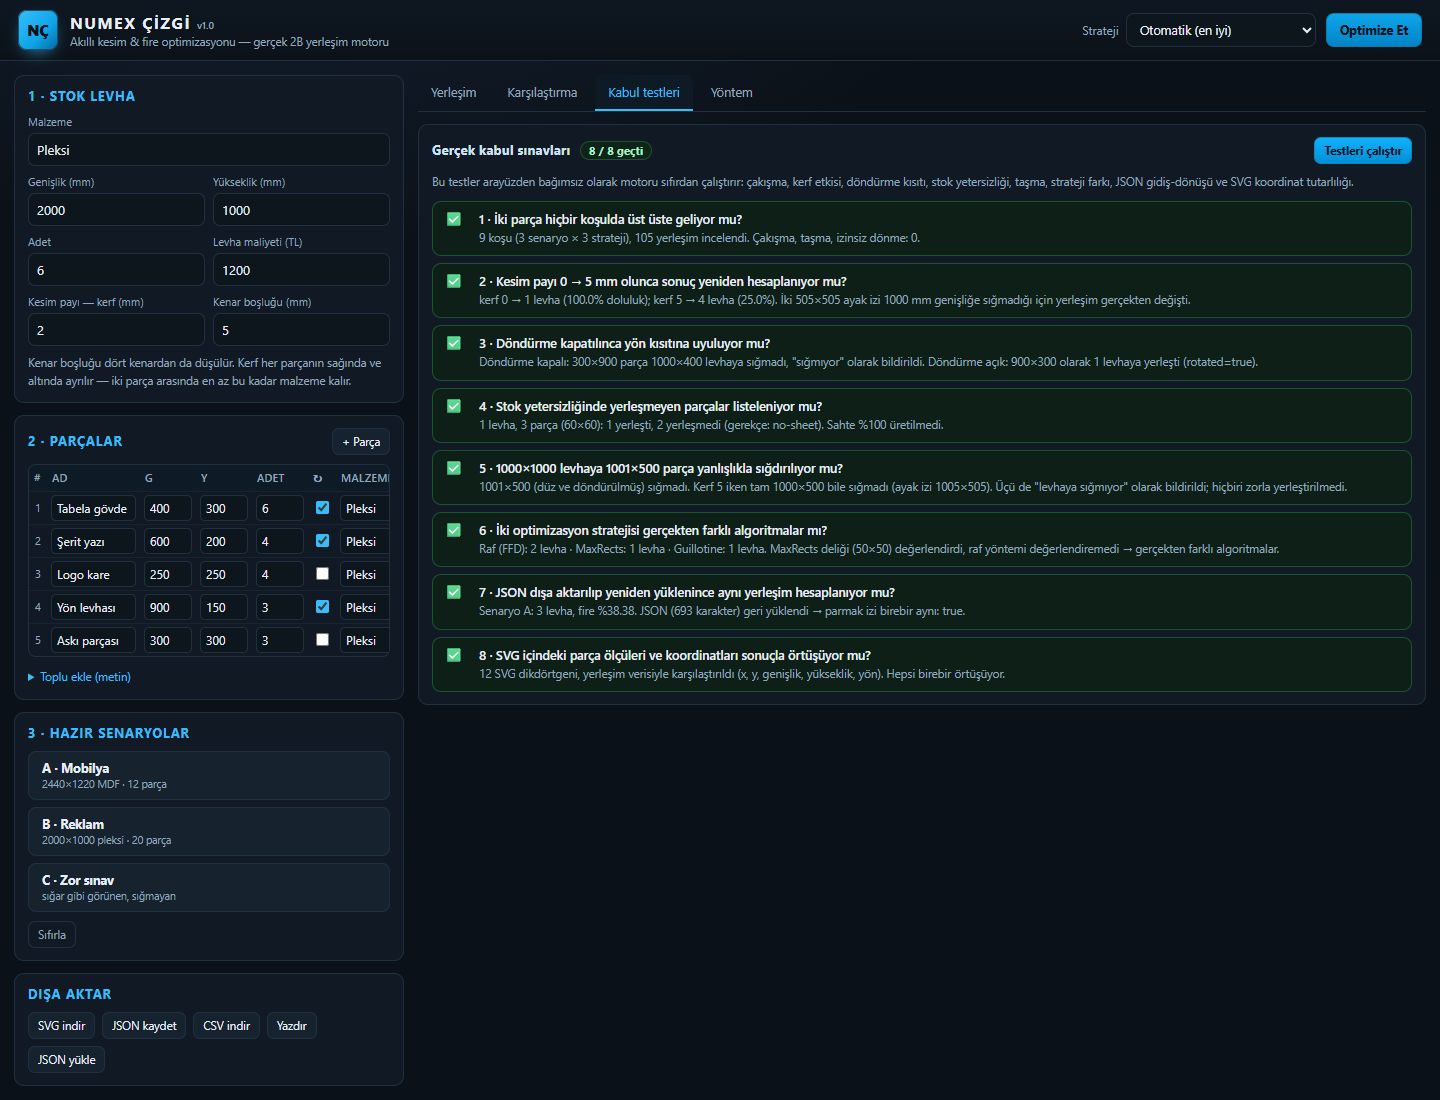 NÇ
NUMEX ÇİZGİ v1.0
Akıllı kesim & fire optimizasyonu — gerçek 2B yerleşim motoru
Strateji
Otomatik (en iyi)
Optimize Et
1 · STOK LEVHA
Malzeme
Pleksi
Genişlik (mm) Yükseklik (mm)
2000 1000
Adet Levha maliyeti (TL)
6 1200
Kesim payı — kerf (mm) Kenar boşluğu (mm)
2 5
Kenar boşluğu dört kenardan da düşülür. Kerf her parçanın sağında ve
altında ayrılır — iki parça arasında en az bu kadar malzeme kalır.
2 · PARÇALAR
+ Parça
# AD G Y ADET ↻ MALZEM
1 Tabela gövde 400 300 6 Pleksi
2 Şerit yazı 600 200 4 Pleksi
3 Logo kare 250 250 4 Pleksi
4 Yön levhası 900 150 3 Pleksi
5 Askı parçası 300 300 3 Pleksi
▶ Toplu ekle (metin)
3 · HAZIR SENARYOLAR
A · Mobilya
2440×1220 MDF · 12 parça
B · Reklam
2000×1000 pleksi · 20 parça
C · Zor sınav
sığar gibi görünen, sığmayan
Sıfırla
DIŞA AKTAR
SVG indir JSON kaydet CSV indir Yazdır
JSON yükle
Yerleşim Karşılaştırma Kabul testleri Yöntem
Gerçek kabul sınavları 8 / 8 geçti
Testleri çalıştır
Bu testler arayüzden bağımsız olarak motoru sıfırdan çalıştırır: çakışma, kerf etkisi, döndürme kısıtı, stok yetersizliği, taşma, strateji farkı, JSON gidiş-dönüşü ve SVG koordinat tutarlılığı.
1 · İki parça hiçbir koşulda üst üste geliyor mu?
9 koşu (3 senaryo × 3 strateji), 105 yerleşim incelendi. Çakışma, taşma, izinsiz dönme: 0.
2 · Kesim payı 0 → 5 mm olunca sonuç yeniden hesaplanıyor mu?
kerf 0 → 1 levha (100.0% doluluk); kerf 5 → 4 levha (25.0%). İki 505×505 ayak izi 1000 mm genişliğe sığmadığı için yerleşim gerçekten değişti.
3 · Döndürme kapatılınca yön kısıtına uyuluyor mu?
Döndürme kapalı: 300×900 parça 1000×400 levhaya sığmadı, "sığmıyor" olarak bildirildi. Döndürme açık: 900×300 olarak 1 levhaya yerleşti (rotated=true).
4 · Stok yetersizliğinde yerleşmeyen parçalar listeleniyor mu?
1 levha, 3 parça (60×60): 1 yerleşti, 2 yerleşmedi (gerekçe: no-sheet). Sahte %100 üretilmedi.
5 · 1000×1000 levhaya 1001×500 parça yanlışlıkla sığdırılıyor mu?
1001×500 (düz ve döndürülmüş) sığmadı. Kerf 5 iken tam 1000×500 bile sığmadı (ayak izi 1005×505). Üçü de "levhaya sığmıyor" olarak bildirildi; hiçbiri zorla yerleştirilmedi.
6 · İki optimizasyon stratejisi gerçekten farklı algoritmalar mı?
Raf (FFD): 2 levha · MaxRects: 1 levha · Guillotine: 1 levha. MaxRects deliği (50×50) değerlendirdi, raf yöntemi değerlendiremedi → gerçekten farklı algoritmalar.
7 · JSON dışa aktarılıp yeniden yüklenince aynı yerleşim hesaplanıyor mu?
Senaryo A: 3 levha, fire %38.38. JSON (693 karakter) geri yüklendi → parmak izi birebir aynı: true.
8 · SVG içindeki parça ölçüleri ve koordinatları sonuçla örtüşüyor mu?
12 SVG dikdörtgeni, yerleşim verisiyle karşılaştırıldı (x, y, genişlik, yükseklik, yön). Hepsi birebir örtüşüyor.